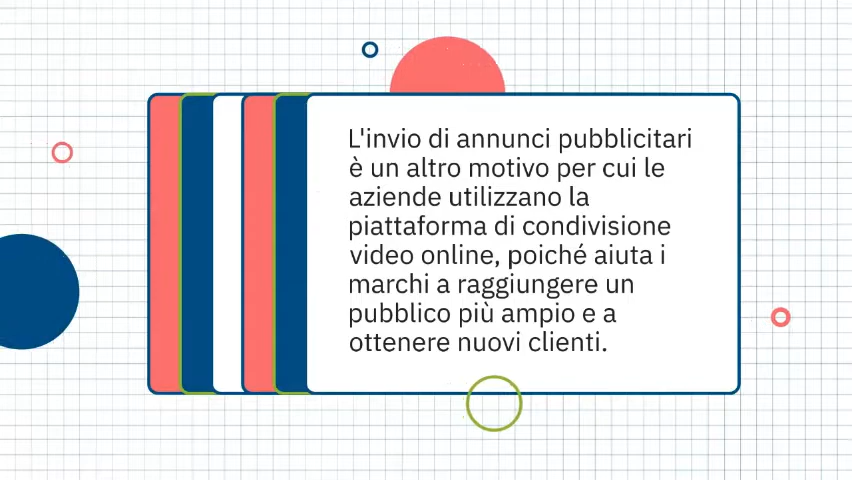 L'invio di annunci pubblicitari
è un altro motivo per cui le
aziende utilizzano la
piattaforma di condivisione
video online, poiché aiuta i
marchi a raggiungere un
pubblico più ampio e a
ottenere nuovi clienti.